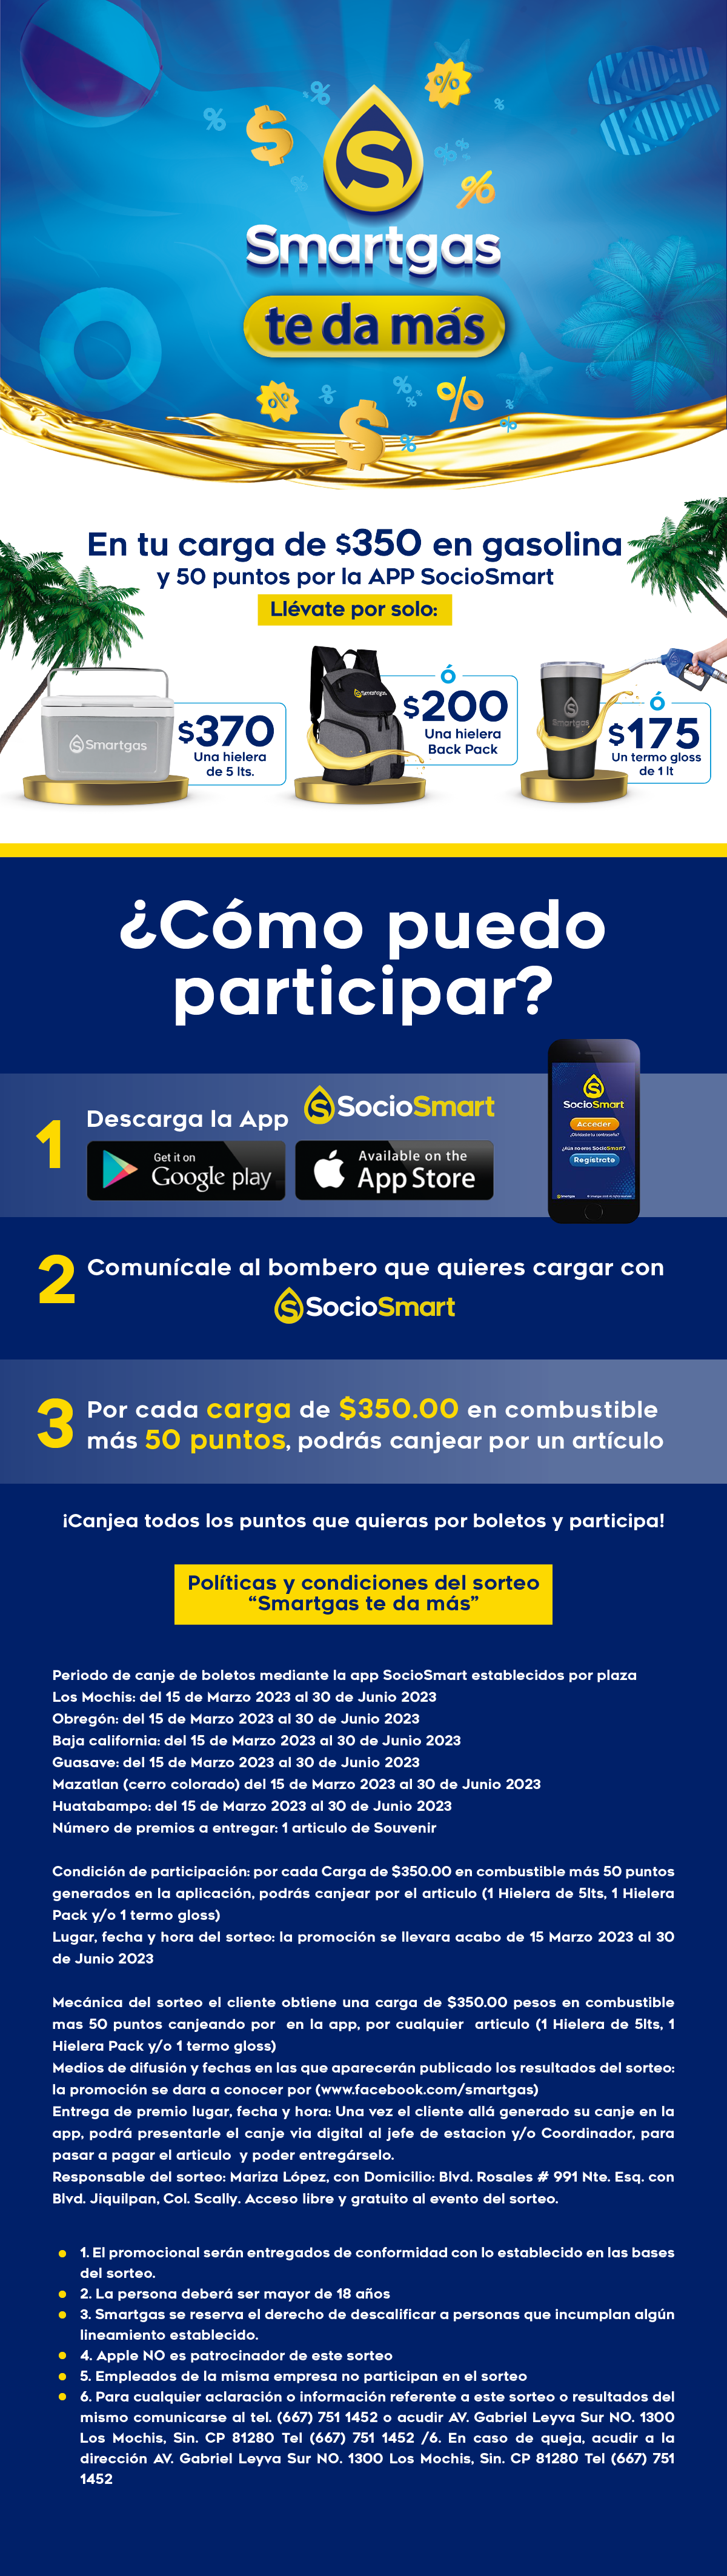 Smartgas
te da más
En tu carga de $350 en gasolina
y 50 puntos por la APP SocioSmart
Llévate por solo:
Smartgas
$370
Una hielera
de 5 lts.
Smartgas
ó
$200
Una hielera
Back Pack
Smartgas
ó
$175
Un termo gloss
de 1 lt
¿Cómo puedo
participar?
1
Descarga la App
SocioSmart
Get it on
Google play
Available on the
App Store
SocioSmart
Acceder
¿Olvidaste tu contraseña?
¿Aún no eres SocioSmart?
Regístrate
2 Comunícale al bombero que quieres cargar con
SocioSmart
3 Por cada carga de $350.00 en combustible
más 50 puntos, podrás canjear por un artículo
¡Canjea todos los puntos que quieras por boletos y participa!
Políticas y condiciones del sorteo
“Smartgas te da más”
Periodo de canje de boletos mediante la app SocioSmart establecidos por plaza
Los Mochis: del 15 de Marzo 2023 al 30 de Junio 2023
Obregón: del 15 de Marzo 2023 al 30 de Junio 2023
Baja california: del 15 de Marzo 2023 al 30 de Junio 2023
Guasave: del 15 de Marzo 2023 al 30 de Junio 2023
Mazatlan (cerro colorado) del 15 de Marzo 2023 al 30 de Junio 2023
Huatabampo: del 15 de Marzo 2023 al 30 de Junio 2023
Número de premios a entregar: 1 articulo de Souvenir
Condición de participación: por cada Carga de $350.00 en combustible más 50 puntos
generados en la aplicación, podrás canjear por el articulo (1 Hielera de 5lts, 1 Hielera
Pack y/o 1 termo gloss)
Lugar, fecha y hora del sorteo: la promoción se llevara acabo de 15 Marzo 2023 al 30
de Junio 2023
Mecánica del sorteo el cliente obtiene una carga de $350.00 pesos en combustible
mas 50 puntos canjeando por en la app, por cualquier articulo (1 Hielera de 5lts, 1
Hielera Pack y/o 1 termo gloss)
Medios de difusión y fechas en las que aparecerán publicado los resultados del sorteo:
la promoción se dara a conocer por (www.facebook.com/smartgas)
Entrega de premio lugar, fecha y hora: Una vez el cliente allá generado su canje en la
app, podrá presentarle el canje via digital al jefe de estacion y/o Coordinador, para
pasar a pagar el articulo y poder entregárselo.
Responsable del sorteo: Mariza López, con Domicilio: Blvd. Rosales # 991 Nte. Esq. con
Blvd. Jiquilpan, Col. Scally. Acceso libre y gratuito al evento del sorteo.
1. El promocional serán entregados de conformidad con lo establecido en las bases
del sorteo.
2. La persona deberá ser mayor de 18 años
3. Smartgas se reserva el derecho de descalificar a personas que incumplan algún
lineamiento establecido.
4. Apple NO es patrocinador de este sorteo
5. Empleados de la misma empresa no participan en el sorteo
6. Para cualquier aclaración o información referente a este sorteo o resultados del
mismo comunicarse al tel. (667) 751 1452 o acudir AV. Gabriel Leyva Sur NO. 1300
Los Mochis, Sin. CP 81280 Tel (667) 751 1452 /6. En caso de queja, acudir a la
dirección AV. Gabriel Leyva Sur NO. 1300 Los Mochis, Sin. CP 81280 Tel (667) 751
1452